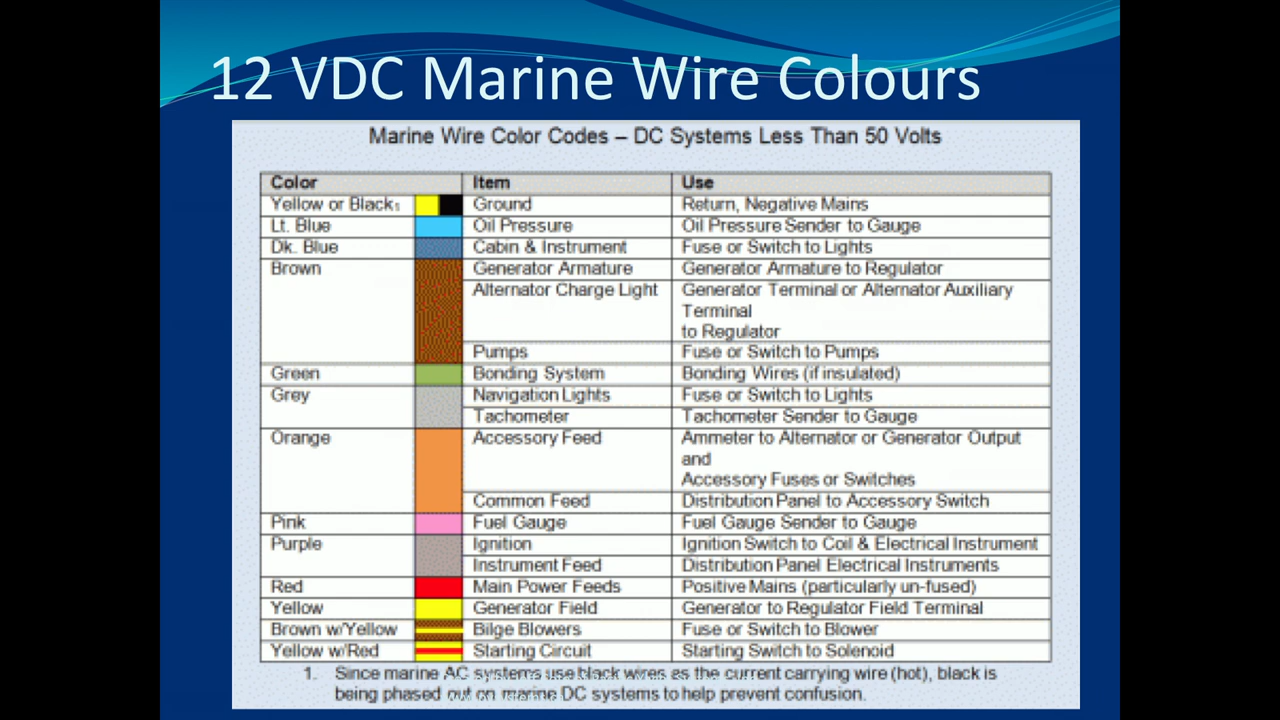 12 VDC Marine Wire Colours
Marine Wire Color Codes – DC Systems Less Than 50 Volts
Color Item Use
Yellow or Black₁ Ground Return, Negative Mains
Lt. Blue Oil Pressure Oil Pressure Sender to Gauge
Dk. Blue Cabin & Instrument Fuse or Switch to Lights
Brown Generator Armature Generator Armature to Regulator
Alternator Charge Light Generator Terminal or Alternator Auxiliary
Terminal
to Regulator
Pumps Fuse or Switch to Pumps
Green Bonding System Bonding Wires (if insulated)
Grey Navigation Lights Fuse or Switch to Lights
Tachometer Tachometer Sender to Gauge
Orange Accessory Feed Ammeter to Alternator or Generator Output
and
Accessory Fuses or Switches
Common Feed Distribution Panel to Accessory Switch
Pink Fuel Gauge Fuel Gauge Sender to Gauge
Purple Ignition Ignition Switch to Coil & Electrical Instrument
Instrument Feed Distribution Panel Electrical Instruments
Red Main Power Feeds Positive Mains (particularly un-fused)
Yellow Generator Field Generator to Regulator Field Terminal
Brown w/Yellow Bilge Blowers Fuse or Switch to Blower
Yellow w/Red Starting Circuit Starting Switch to Solenoid
1. Since marine AC systems use black wires as the current carrying wire (hot), black is
being phased out on marine DC systems to help prevent confusion.